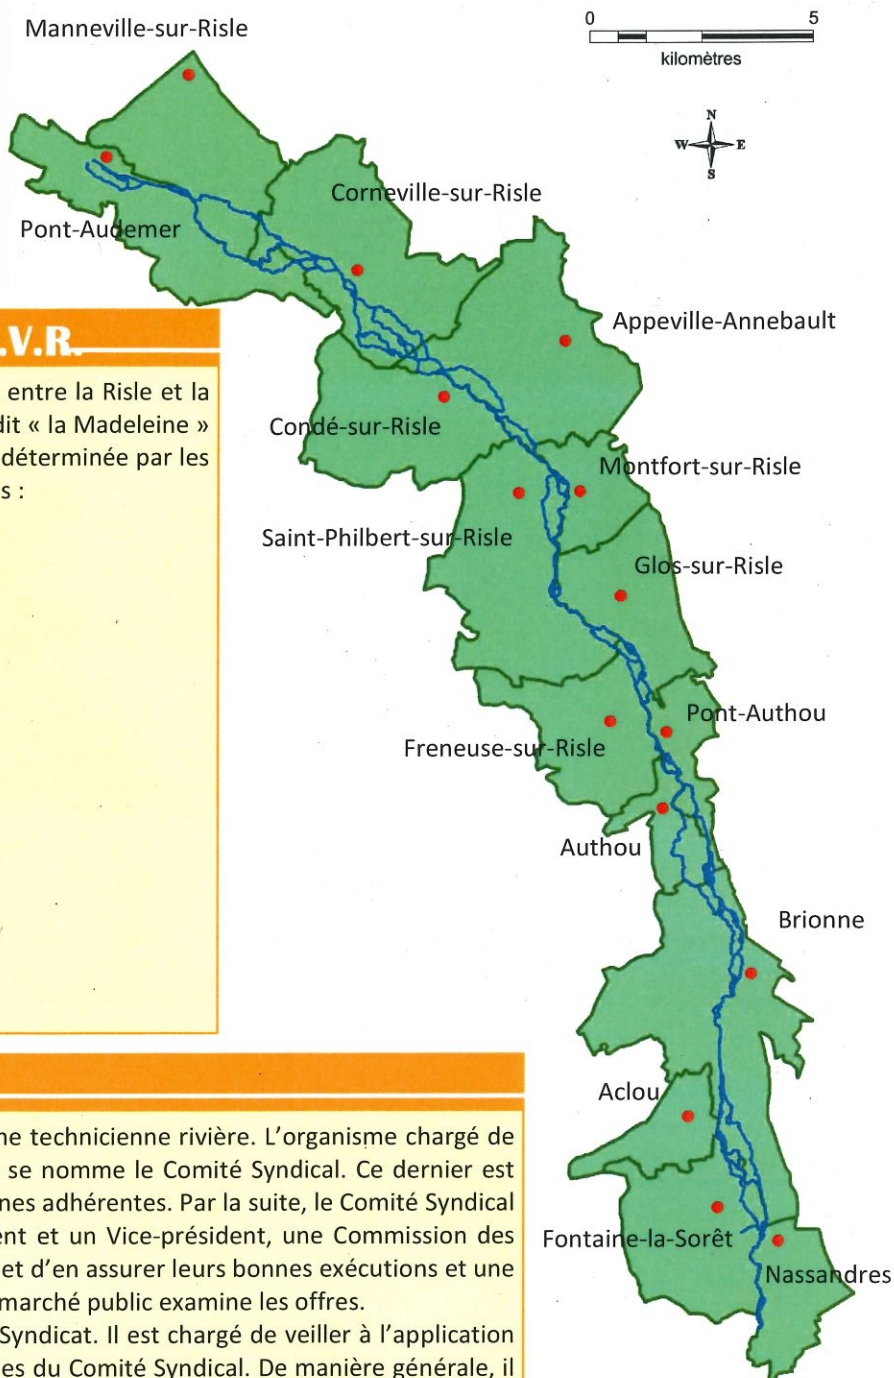 Manneville-sur-Risle
0 5
kilomètres
N
W E
S
Corneville-sur-Risle
Pont-Audemer
Appeville-Annebault
.V.R.
entre la Risle et la
dit « la Madeleine »
déterminée par les
s :
Condé-sur-Risle
Montfort-sur-Risle
Saint-Philbert-sur-Risle
Glos-sur-Risle
Pont-Authou
Freneuse-sur-Risle
Authou
Brionne
Aclou
Fontaine-la-Sorêt
Nassandres
ne technicienne rivière. L’organisme chargé de
se nomme le Comité Syndical. Ce dernier est
nes adhérentes. Par la suite, le Comité Syndical
ent et un Vice-président, une Commission des
et d’en assurer leurs bonnes exécutions et une
marché public examine les offres.
Syndicat. Il est chargé de veiller à l’application
es du Comité Syndical. De manière générale, il